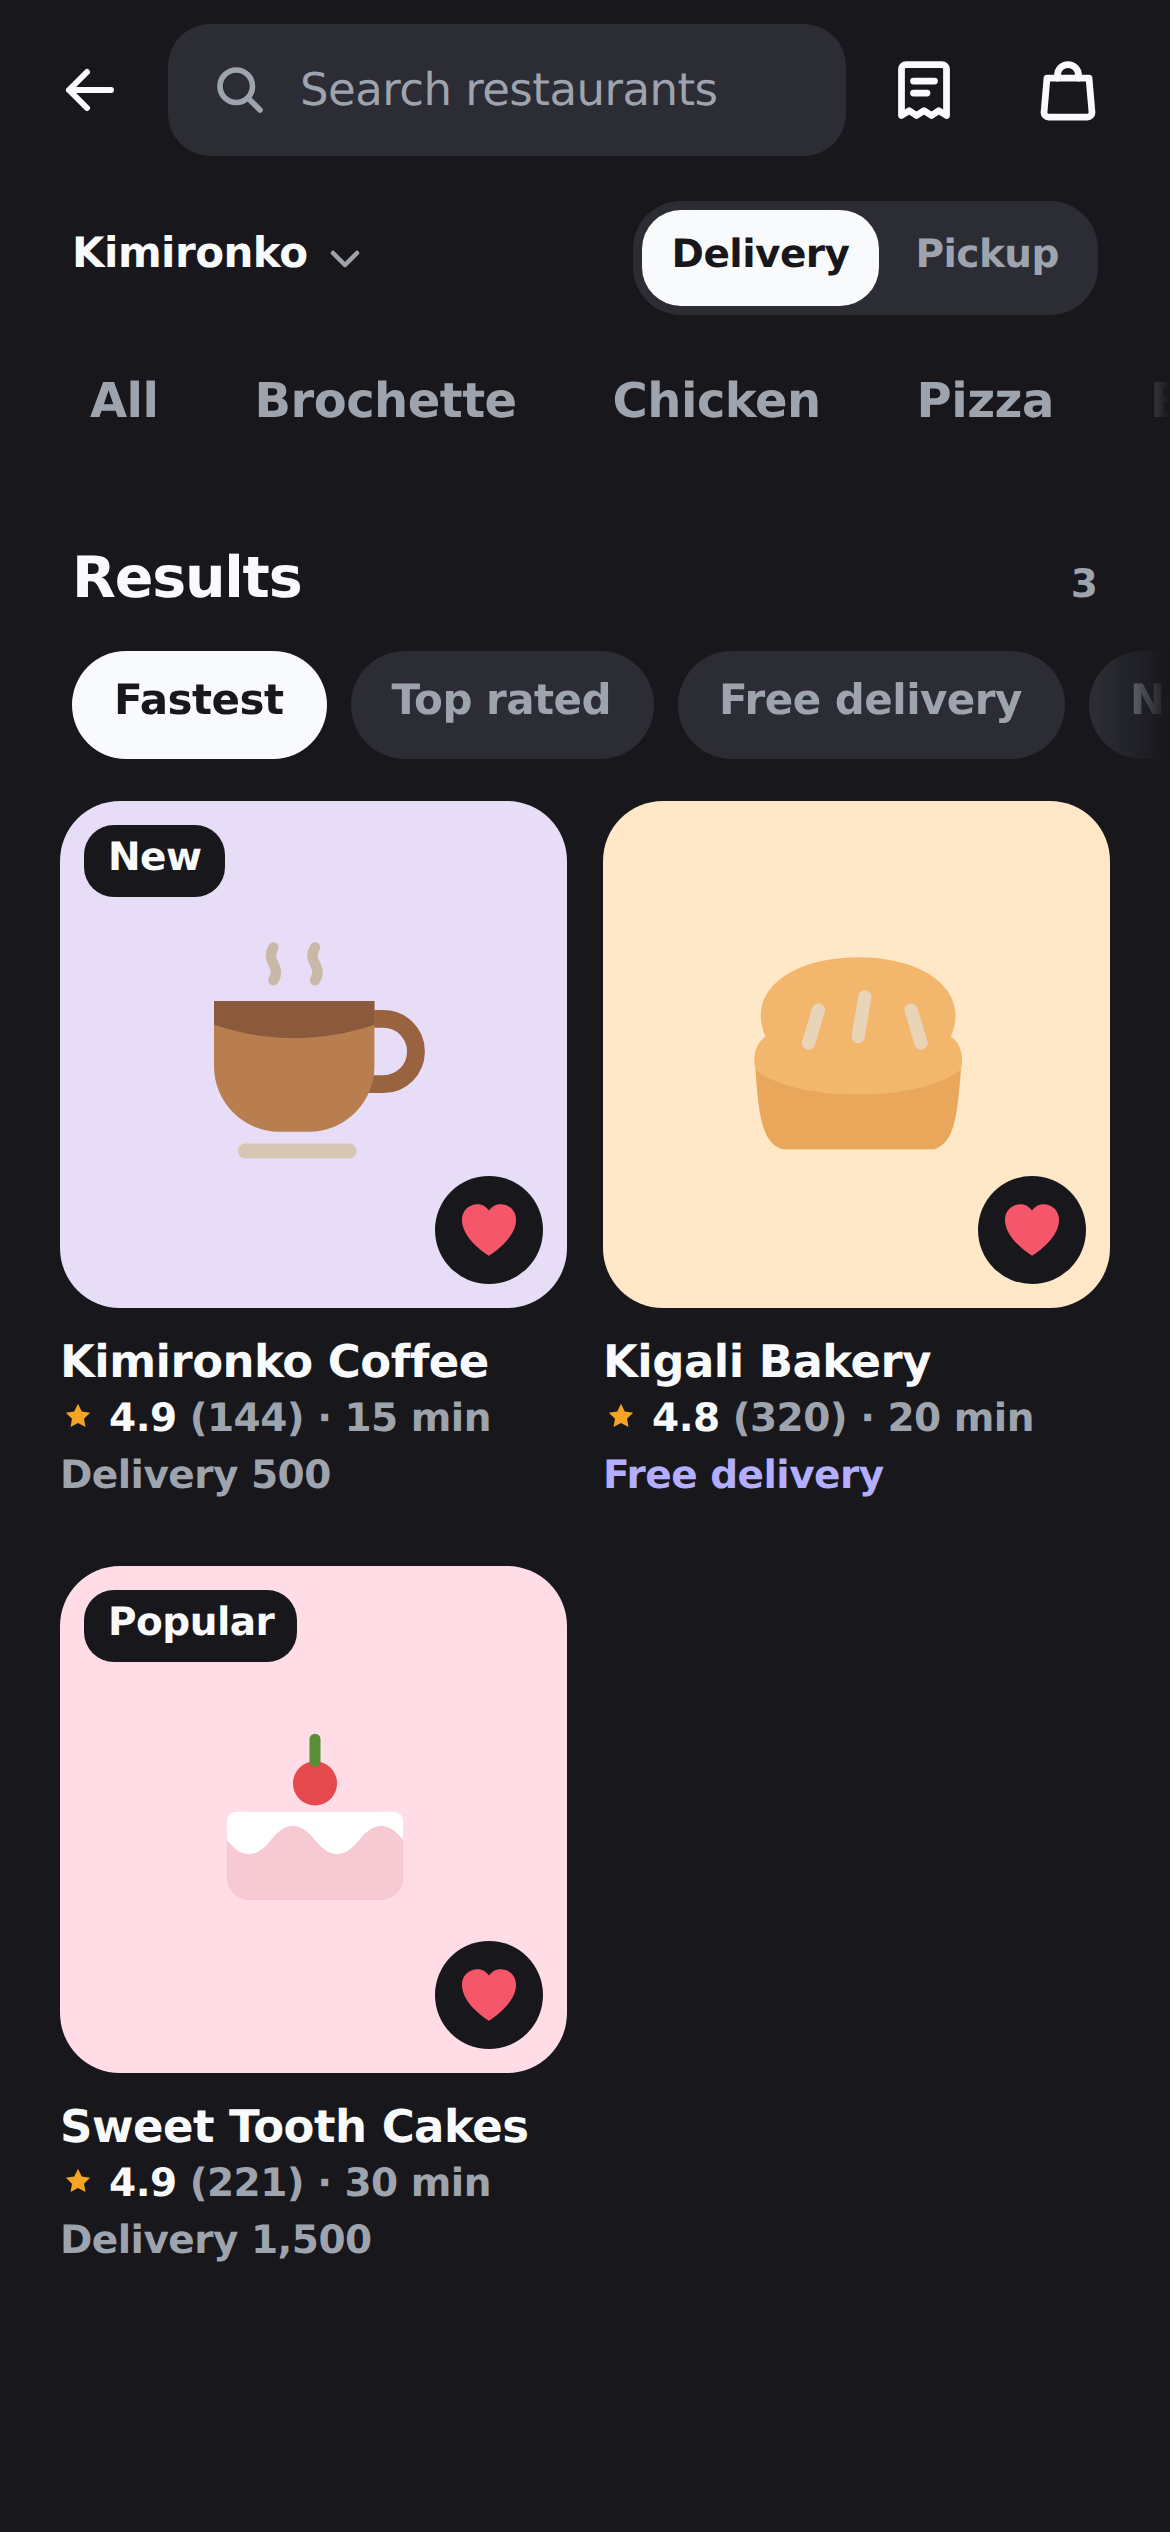 Search restaurants
Kimironko
Delivery Pickup
All Brochette Chicken Pizza
Results 3
Fastest Top rated Free delivery
New
Kimironko Coffee
4.9 (144) · 15 min
Delivery 500
Kigali Bakery
4.8 (320) · 20 min
Free delivery
Popular
Sweet Tooth Cakes
4.9 (221) · 30 min
Delivery 1,500